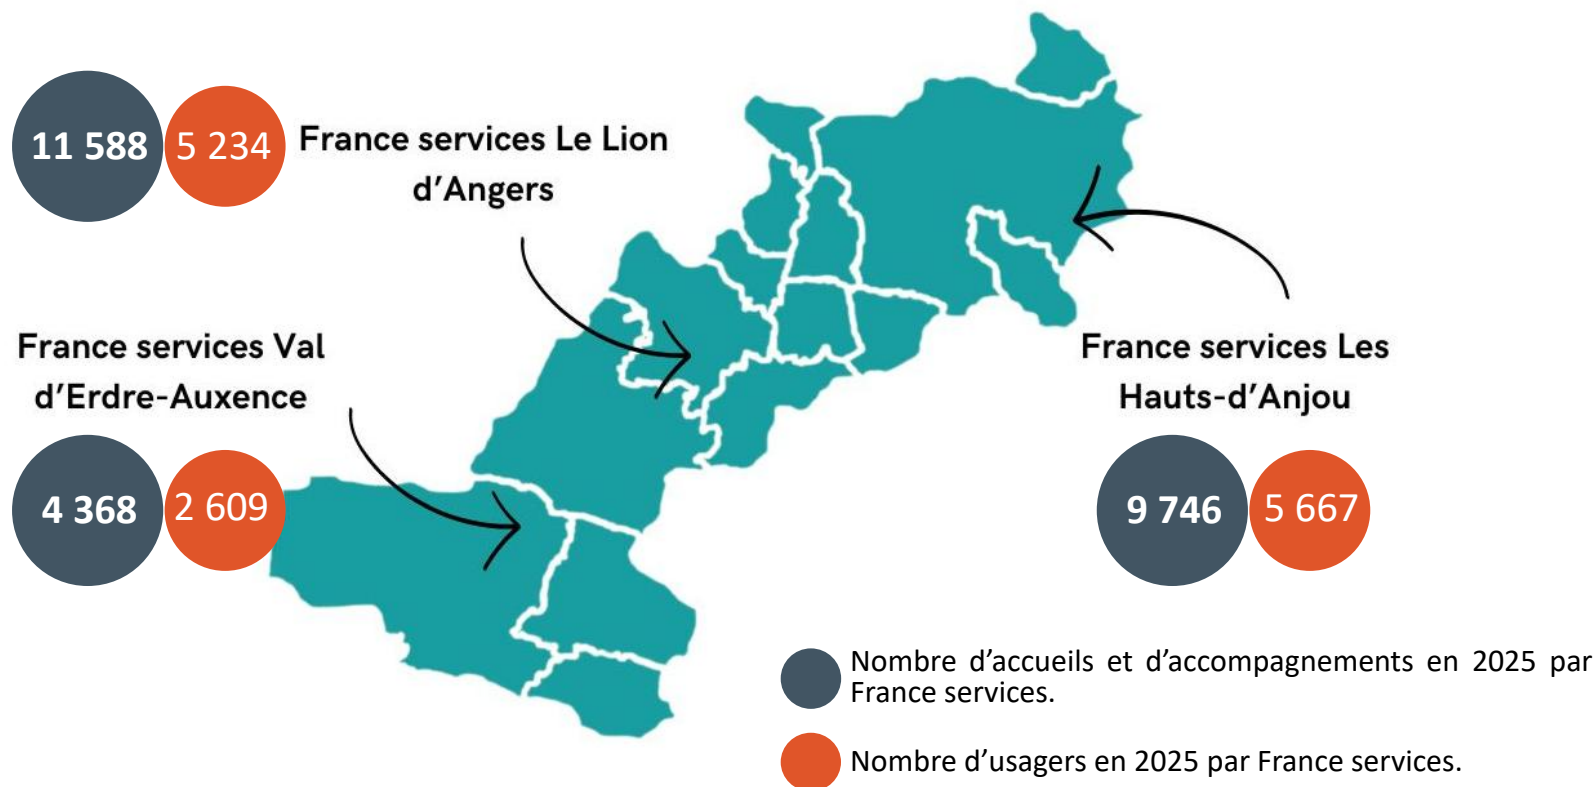 11 588
5 234
France services Le Lion
d'Angers
France services Val
d'Erdre-Auxence
4 368
2 609
France services Les
Hauts-d'Anjou
9 746
5 667
Nombre d'accueils et d'accompagnements en 2025 par
France services.
Nombre d'usagers en 2025 par France services.